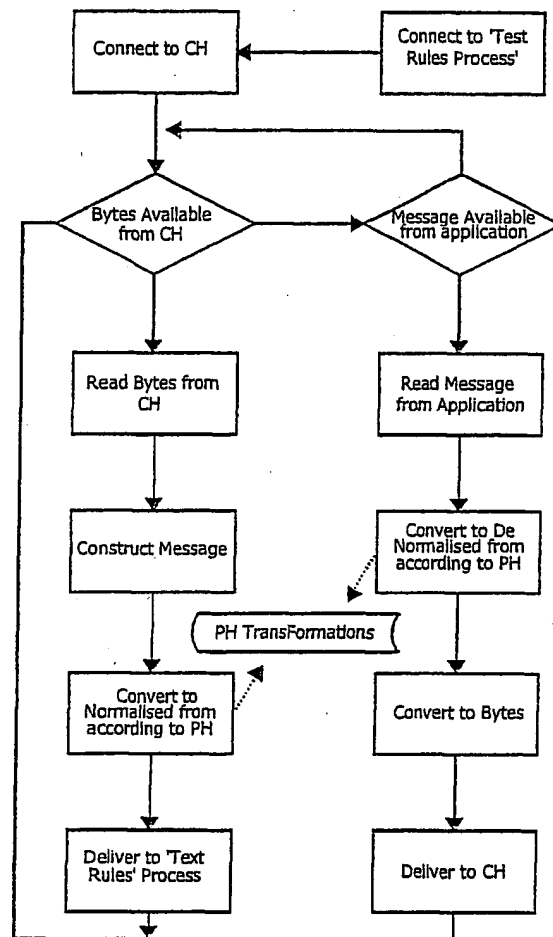 Connect to CH
Connect to 'Test
Rules Process'
Bytes Available
from CH
Message Available
from application
Read Bytes from
CH
Read Message
from Application
Construct Message
Convert to De
Normalised from
according to PH
PH TransFormations
Convert to
Normalised from
according to PH
Convert to Bytes
Deliver to 'Text
Rules' Process
Deliver to CH